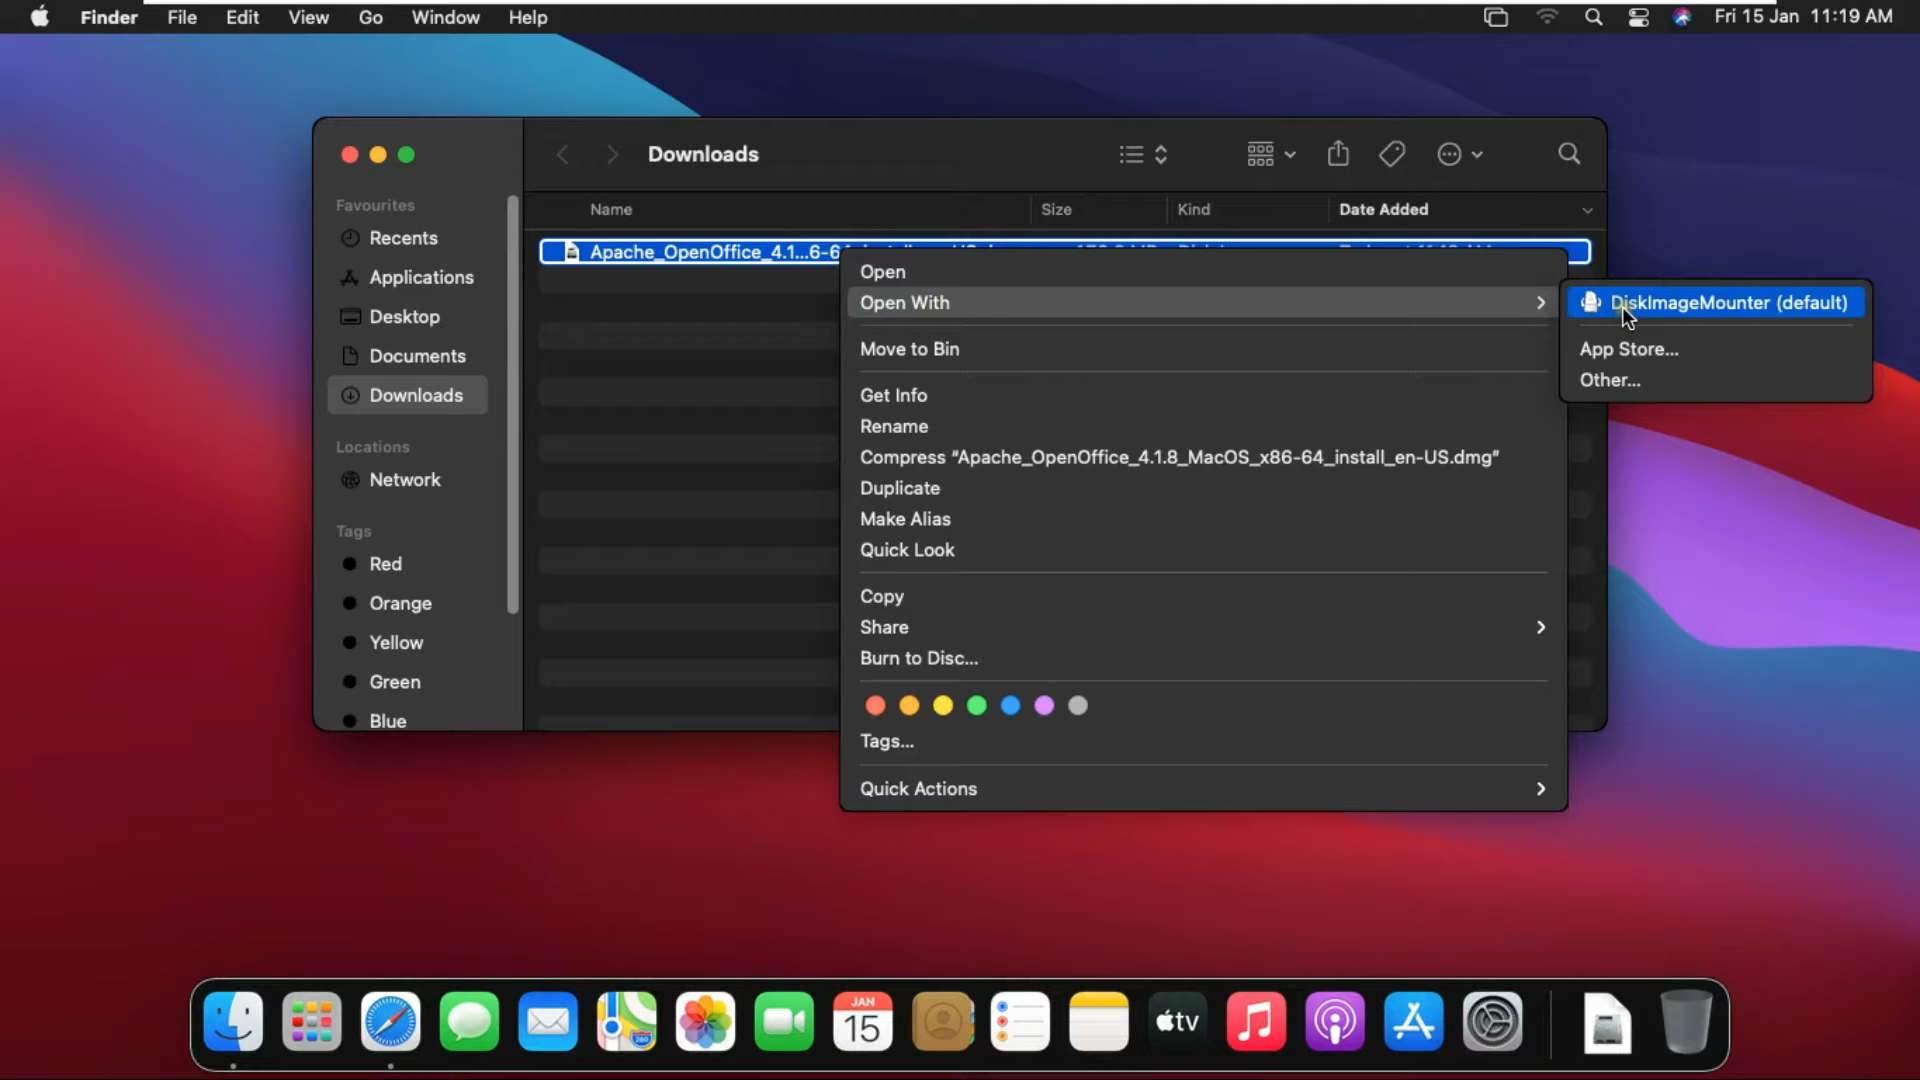 Finder File Edit View Go Window Help Fri 15 Jan 11:19 AM
Downloads
Favourites
Recents
Applications
Desktop
Documents
Downloads
Locations
Network
Tags
Red
Orange
Yellow
Green
Blue
Name Size Kind Date Added
Apache_OpenOffice_4.1...6-6
Open
Open With
Move to Bin
Get Info
Rename
Compress “Apache_OpenOffice_4.1.8_MacOS_x86-64_install_en-US.dmg”
Duplicate
Make Alias
Quick Look
Copy
Share
Burn to Disc...
Tags...
Quick Actions
DiskImageMounter (default)
App Store...
Other...
280
JAN
15
tv